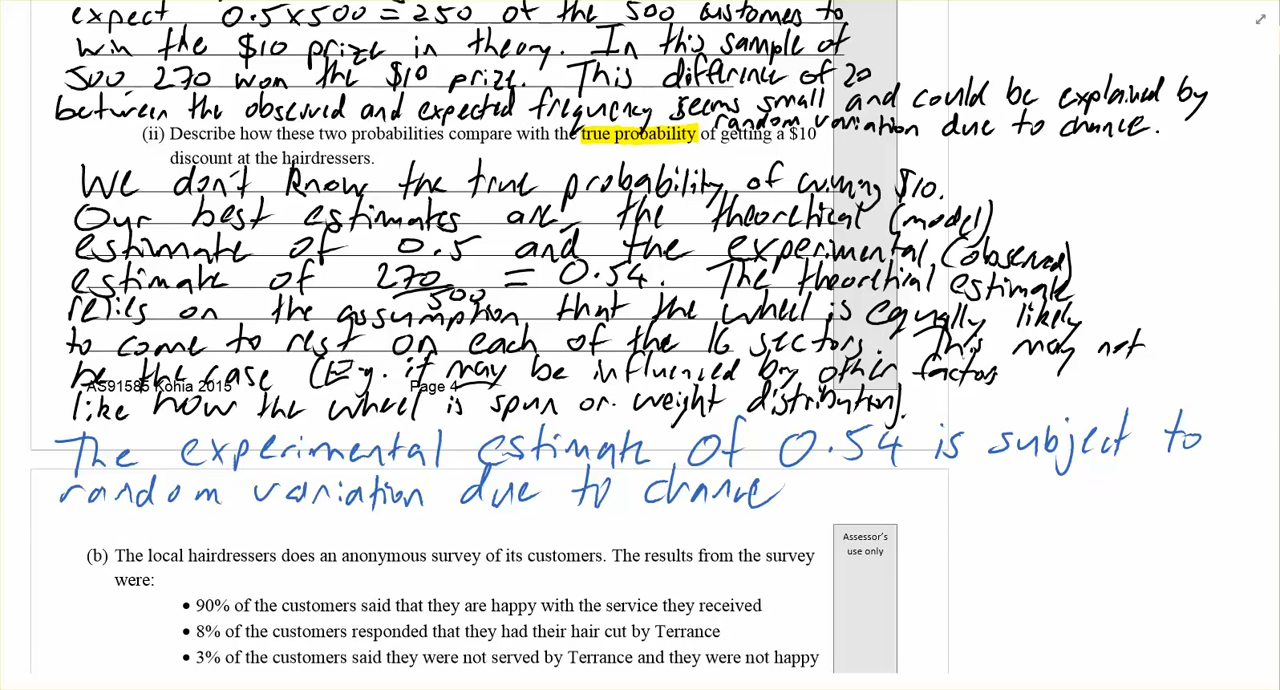 expect 0.5×500 = 250 of the 500 customes to
win the $10 prize in theory. In this sample of
500, 270 won the $10 prize. This difference of 20
between the observed and expected frequency seems small and could be explained by
random variation due to chance.
(ii) Describe how these two probabilities compare with the true probability of getting a $10
discount at the hairdressers.
We don't know the true probability of winning $10.
Our best estimates are the theoretical (model)
estimate of 0.5 and the experimental (observed)
estimate of 270/500 = 0.54. The theoretical estimate
relies on the assumption that the wheel is equally likely
to come to rest on each of the 16 sectors. This may not
be the case (E.g. it may be influenced by other factors
AS91585 Kohia 2015 Page 4
like how the wheel is spun or weight distribution).
The experimental estimate of 0.54 is subject to
random variation due to chance
Assessor's
use only
(b) The local hairdressers does an anonymous survey of its customers. The results from the survey
were:
• 90% of the customers said that they are happy with the service they received
• 8% of the customers responded that they had their hair cut by Terrance
• 3% of the customers said they were not served by Terrance and they were not happy